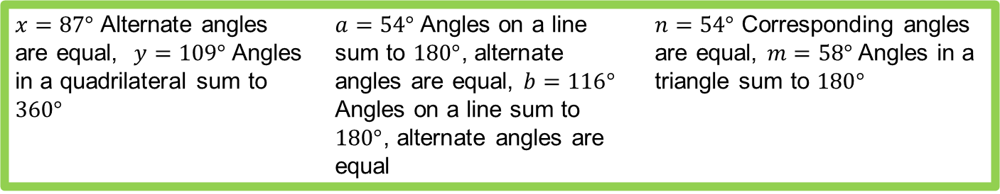 𝑥 = 87° Alternate angles
are equal, 𝑦 = 109° Angles
in a quadrilateral sum to
360°
𝑎 = 54° Angles on a line
sum to 180°, alternate
angles are equal, 𝑏 = 116°
Angles on a line sum to
180°, alternate angles are
equal
𝑛 = 54° Corresponding angles
are equal, 𝑚 = 58° Angles in a
triangle sum to 180°